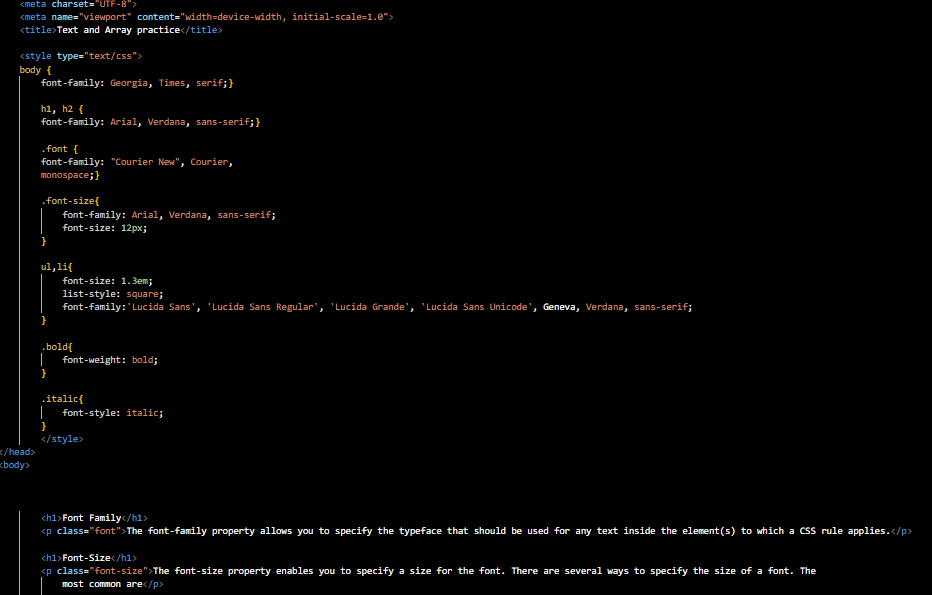 <meta charset="UTF-8">
<meta name="viewport" content="width=device-width, initial-scale=1.0">
<title>Text and Array practice</title>
<style type="text/css">
body {
font-family: Georgia, Times, serif;}
h1, h2 {
font-family: Arial, Verdana, sans-serif;}
.font {
font-family: "Courier New", Courier,
monospace;}
.font-size{
font-family: Arial, Verdana, sans-serif;
font-size: 12px;
}
ul,li{
font-size: 1.3em;
list-style: square;
font-family:'Lucida Sans', 'Lucida Sans Regular', 'Lucida Grande', 'Lucida Sans Unicode', Geneva, Verdana, sans-serif;
}
.bold{
font-weight: bold;
}
.italic{
font-style: italic;
}
</style>
</head>
<body>
<h1>Font Family</h1>
<p class="font">The font-family property allows you to specify the typeface that should be used for any text inside the element(s) to which a CSS rule applies.</p>
<h1>Font-Size</h1>
<p class="font-size">The font-size property enables you to specify a size for the font. There are several ways to specify the size of a font. The
most common are</p>